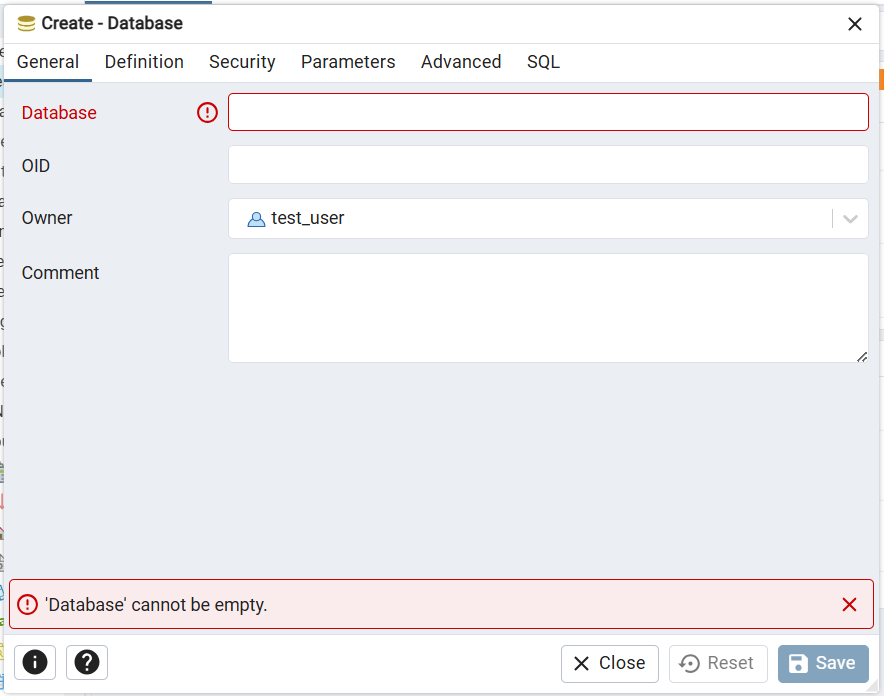 Create - Database
General Definition Security Parameters Advanced SQL
Database
OID
Owner test_user
Comment
'Database' cannot be empty.
Close Reset Save